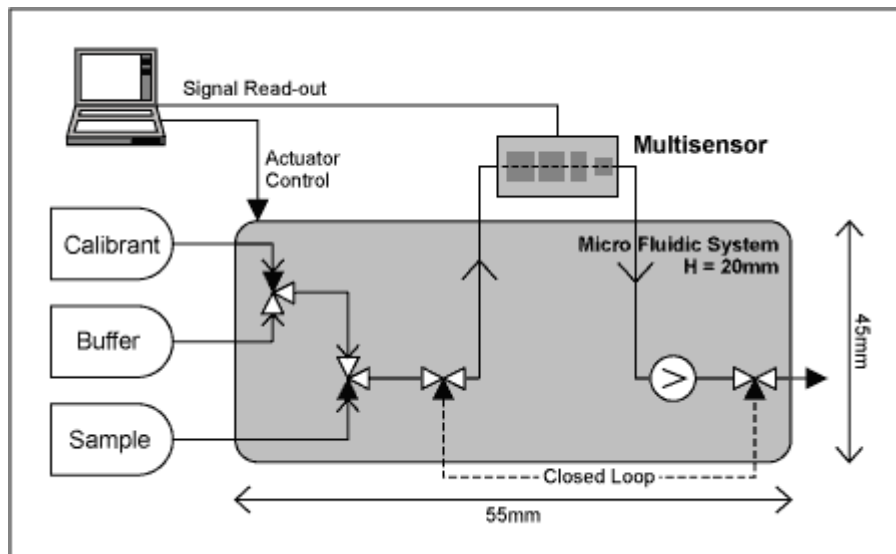 Signal Read-out
Multisensor
Actuator
Control
Calibrant
Micro Fluidic System
H = 20mm
Buffer
45mm
Sample
Closed Loop
55mm